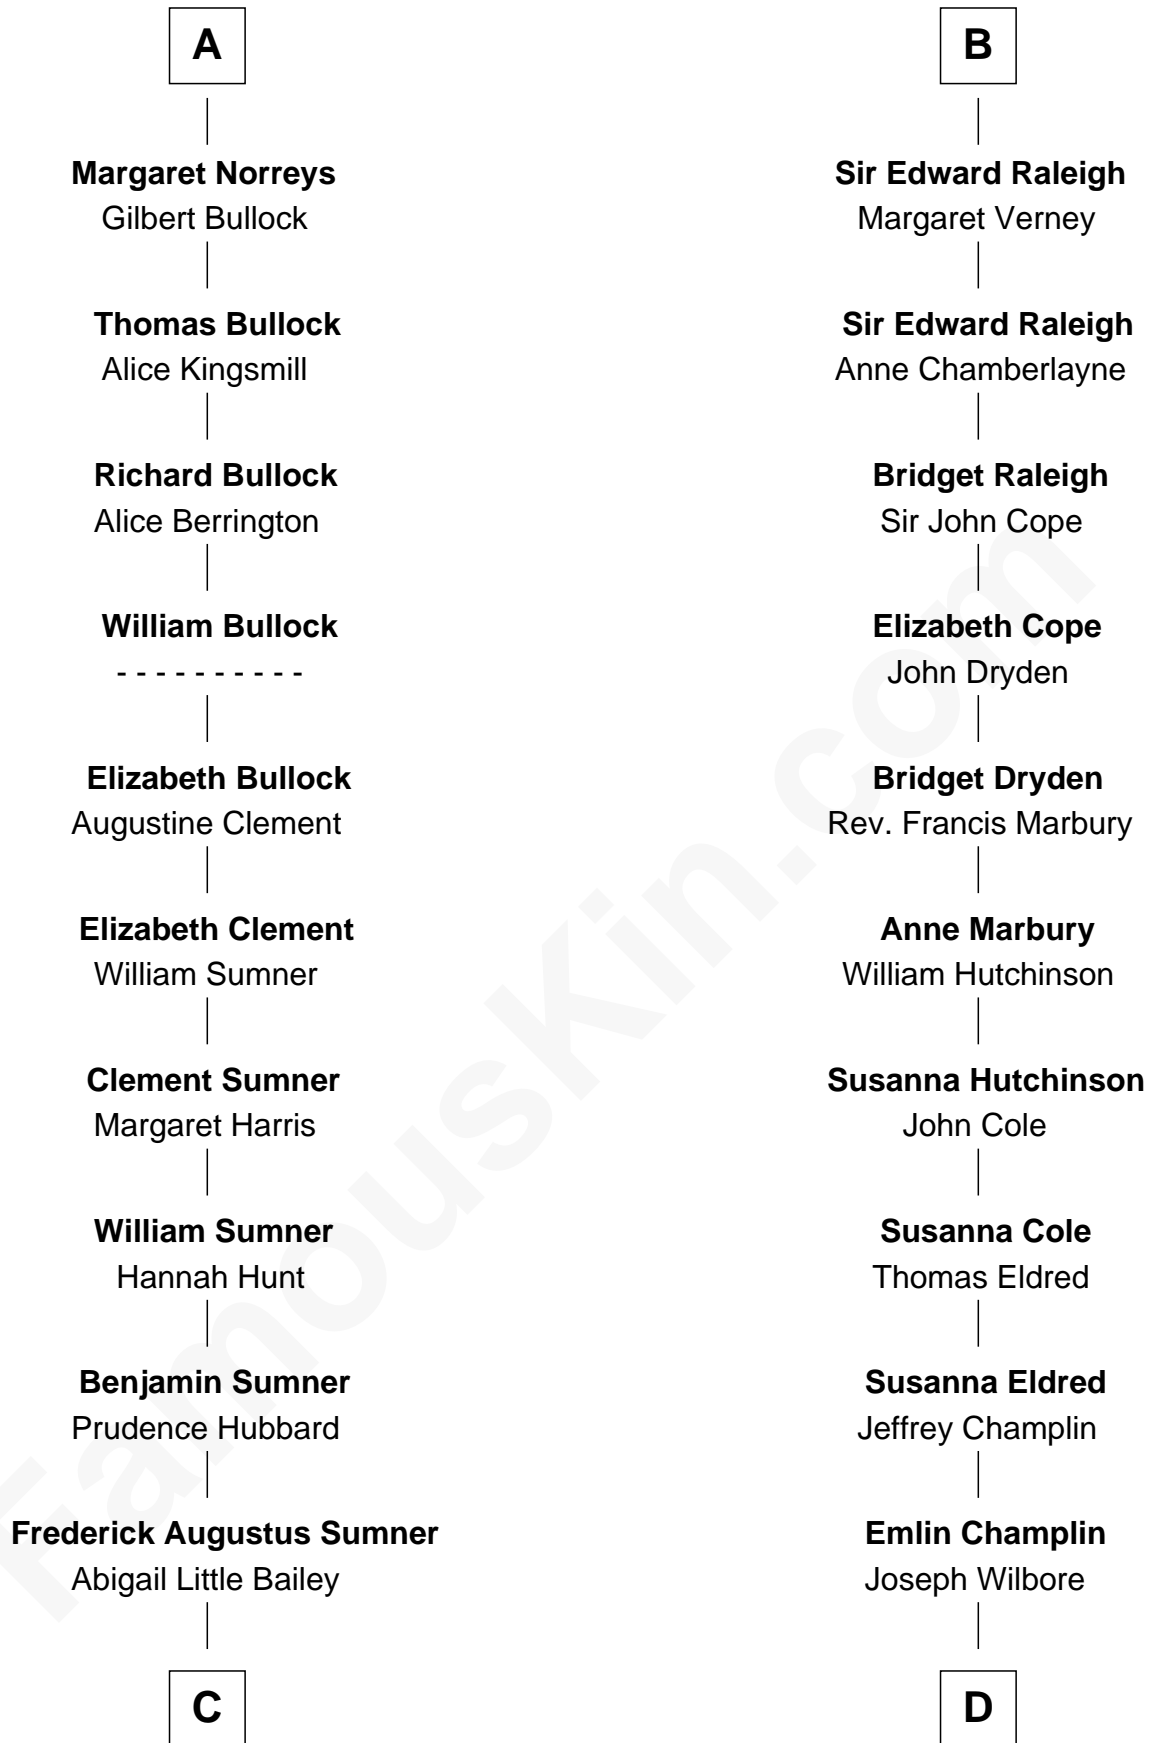 A
Margaret Norreys
Gilbert Bullock
Thomas Bullock
Alice Kingsmill
Richard Bullock
Alice Berrington
William Bullock
- - - - - - - - - -
Elizabeth Bullock
Augustine Clement
Elizabeth Clement
William Sumner
Clement Sumner
Margaret Harris
William Sumner
Hannah Hunt
Benjamin Sumner
Prudence Hubbard
Frederick Augustus Sumner
Abigail Little Bailey
C
B
Sir Edward Raleigh
Margaret Verney
Sir Edward Raleigh
Anne Chamberlayne
Bridget Raleigh
Sir John Cope
Elizabeth Cope
John Dryden
Bridget Dryden
Rev. Francis Marbury
Anne Marbury
William Hutchinson
Susanna Hutchinson
John Cole
Susanna Cole
Thomas Eldred
Susanna Eldred
Jeffrey Champlin
Emlin Champlin
Joseph Wilbore
D
FamousKin.com